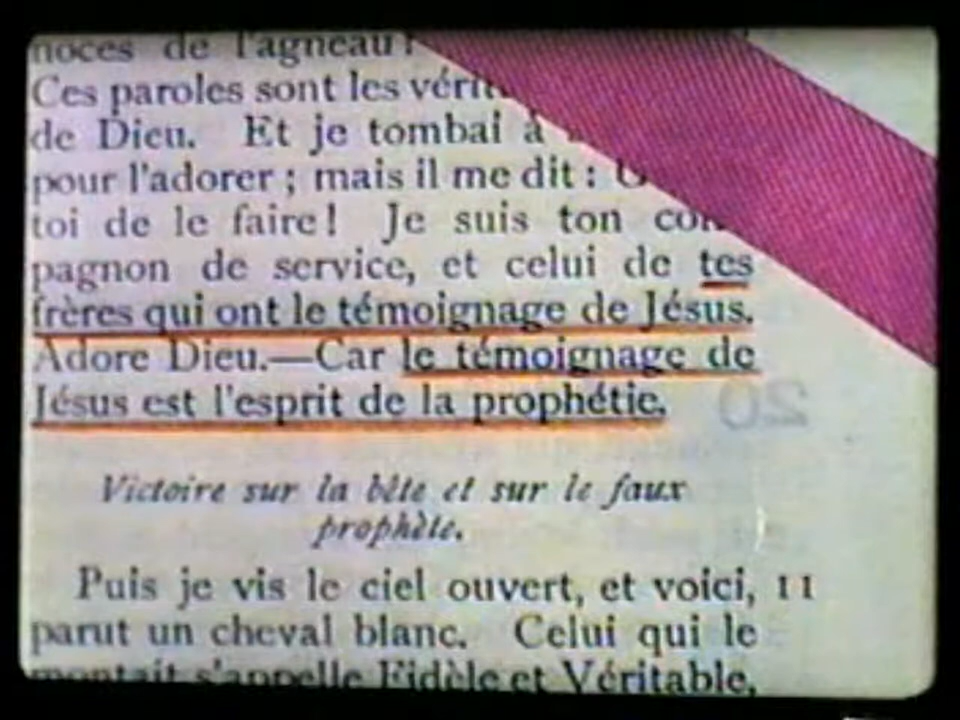 noces de l'agneau!
Ces paroles sont les
de Dieu. Et je tombai à
pour l'adorer ; mais il me dit :
toi de le faire! Je suis ton com-
pagnon de service, et celui de tes
frères qui ont le témoignage de Jésus.
Adore Dieu.—Car le témoignage de
Jésus est l'esprit de la prophétie.
20
Victoire sur la bête et sur le faux
prophète.
Puis je vis le ciel ouvert, et voici, 11
parut un cheval blanc. Celui qui le
montait s'appelle Fidèle et Véritable,